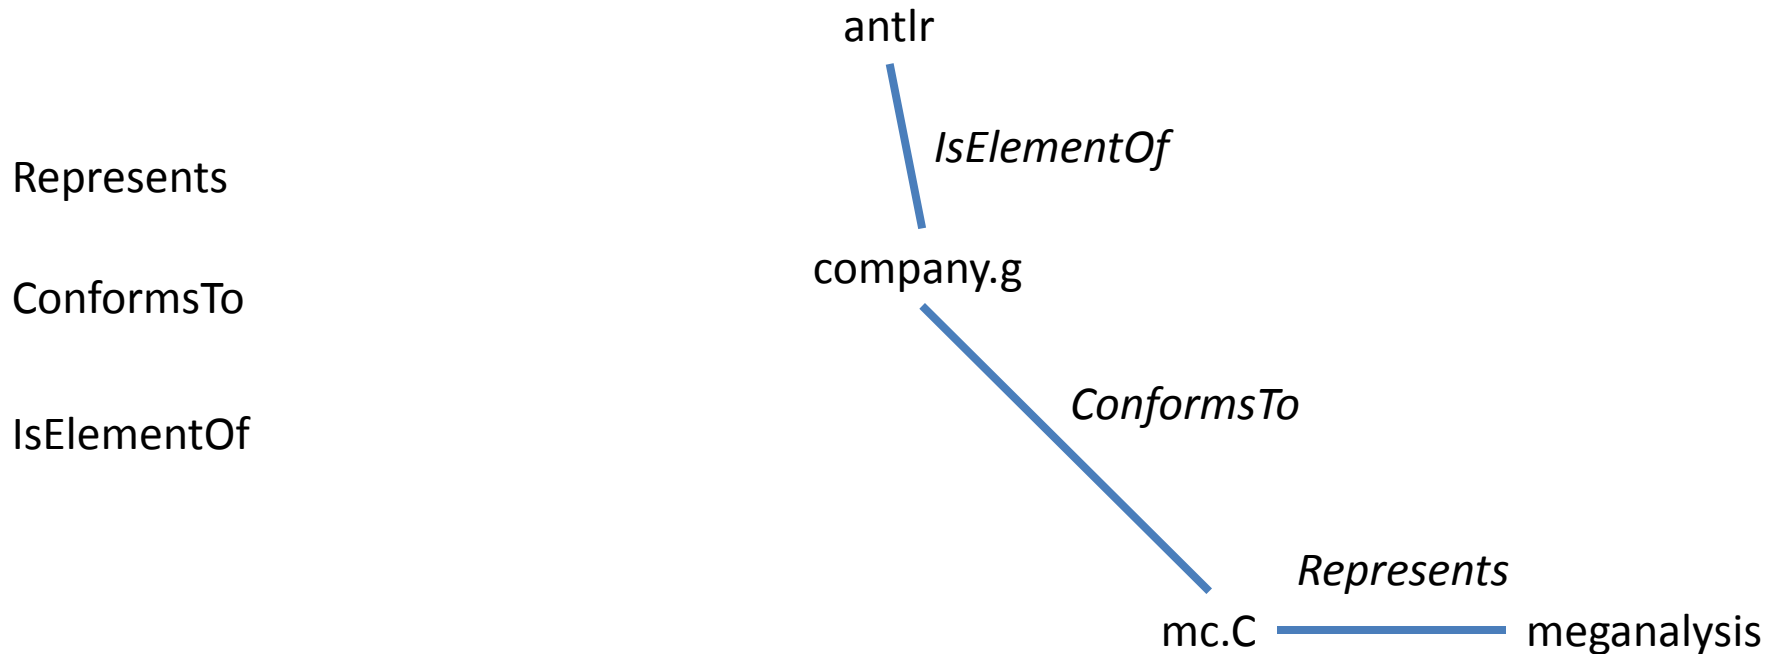 antlr
IsElementOf
Represents
company.g
ConformsTo
ConformsTo
IsElementOf
Represents
mc.C
meganalysis